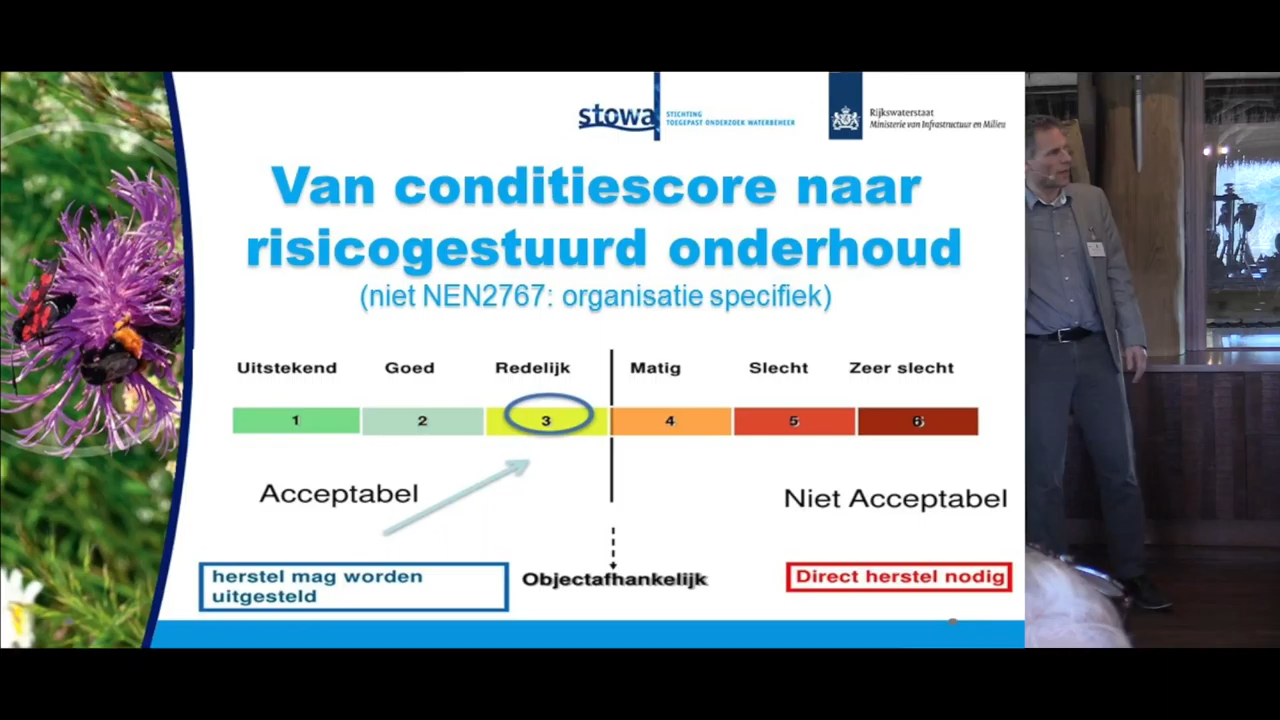 stowa
STICHTING
TOEGEPAST ONDERZOEK WATERBEHEER
Rijkswaterstaat
Ministerie van Infrastructuur en Milieu
Van conditiescore naar
risicogestuurd onderhoud
(niet NEN2767: organisatie specifiek)
Uitstekend Goed Redelijk Matig Slecht Zeer slecht
1 2 3 4 5 6
Acceptabel Niet Acceptabel
herstel mag worden
uitgesteld
Objectafhankelijk
Direct herstel nodig